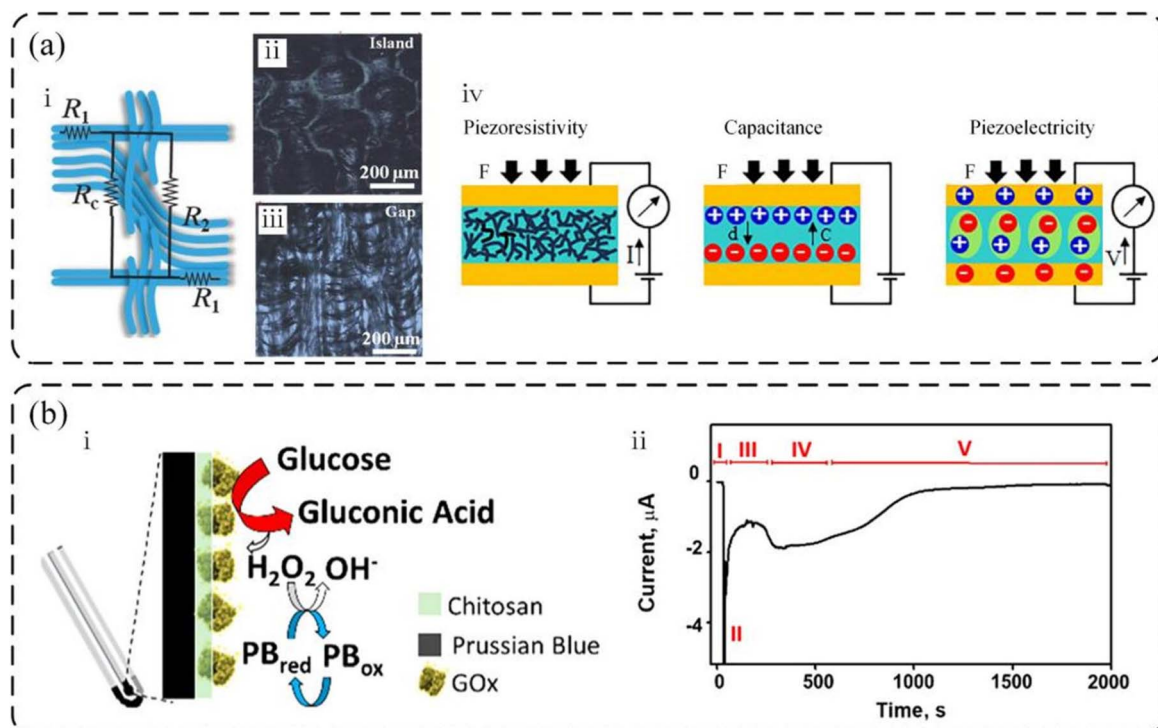 (a)
i
R1
Rc
R2
R1
ii
Island
200 μm
iii
Gap
200 μm
iv
Piezoresistivity
F
I
Capacitance
F
d
C
Piezoelectricity
F
V
(b)
i
Glucose
Gluconic Acid
H2O2 OH-
PBred PBox
Chitosan
Prussian Blue
GOx
ii
I III IV V
II
Current, μA
0
-2
-4
0 500 1000 1500 2000
Time, s